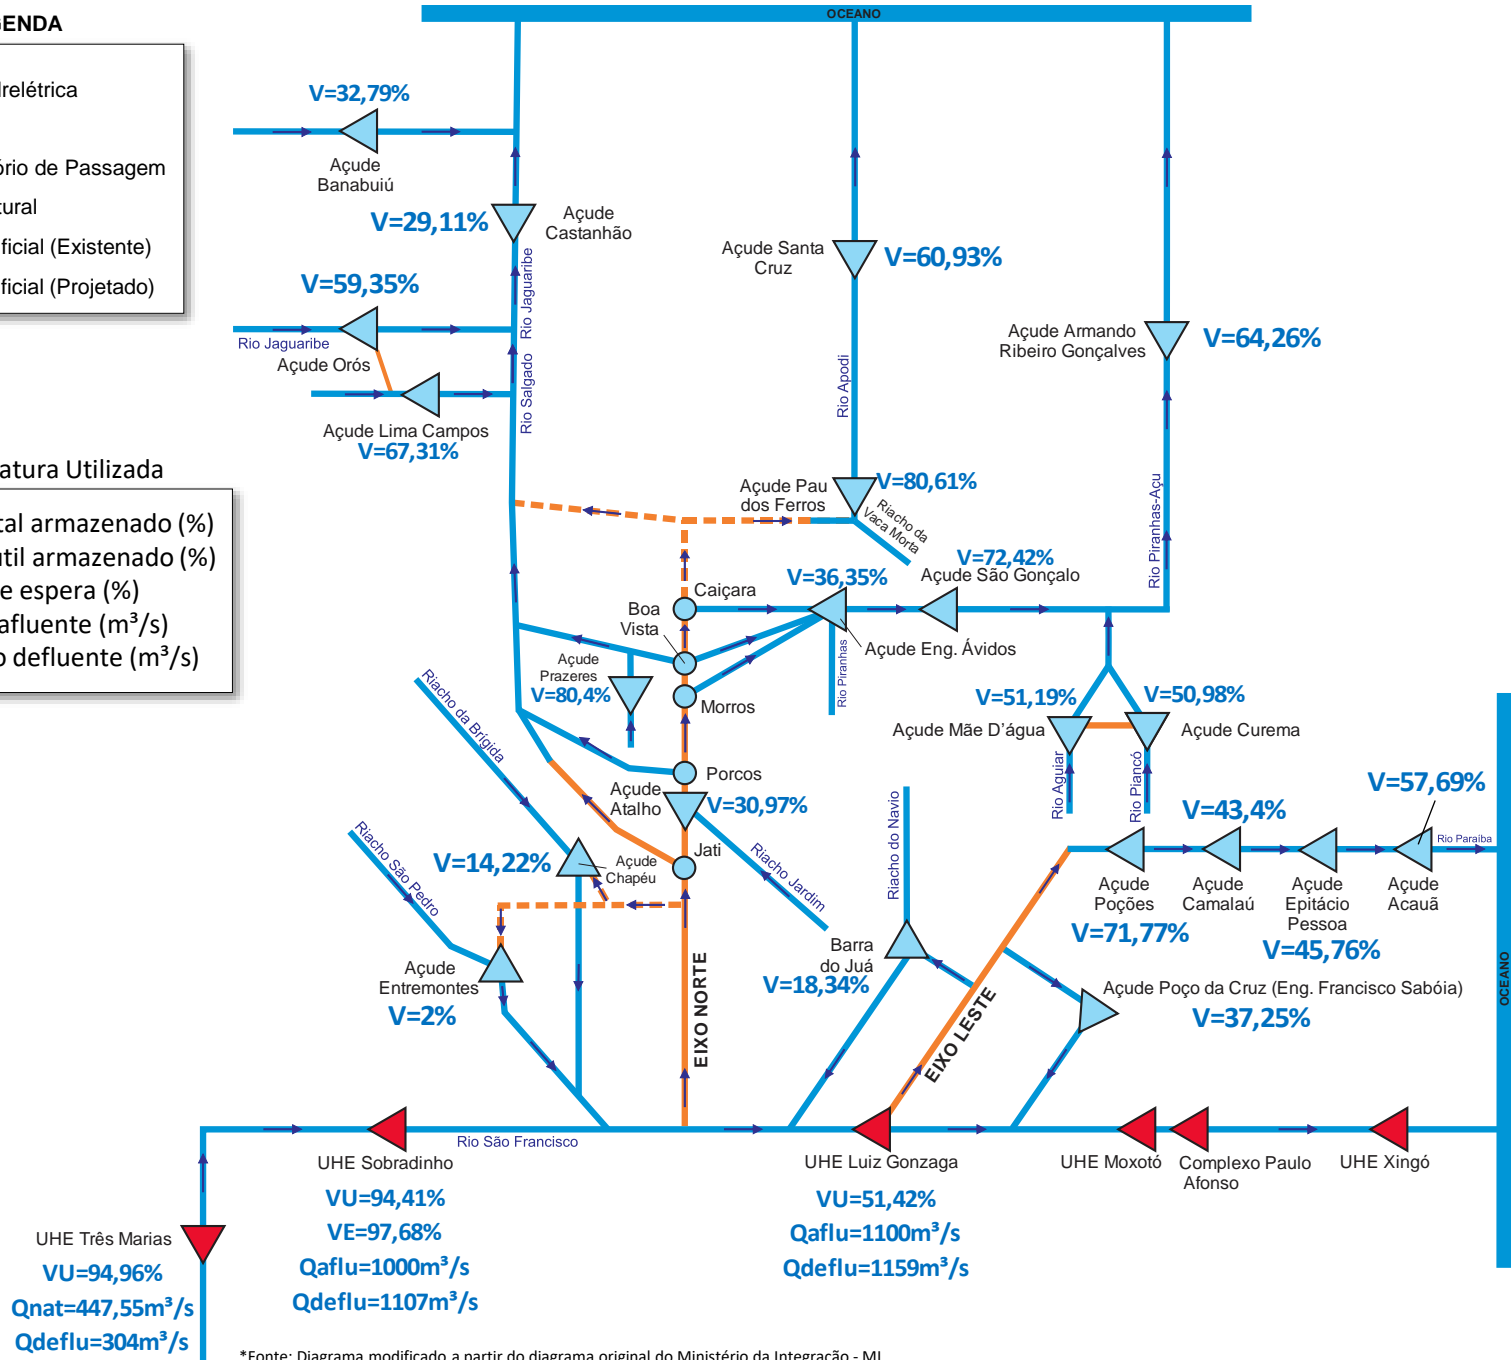 OCEANO
GENDA
drelétrica
ório de Passagem
tural
ificial (Existente)
ificial (Projetado)
V=32,79%
Açude
Banabuiú
V=29,11%
Açude
Castanhão
Rio Jaguaribe
V=59,35%
Rio Jaguaribe
Açude Orós
Rio Salgado
Açude Lima Campos
V=67,31%
Açude Santa
Cruz
V=60,93%
Rio Apodi
Açude Armando
Ribeiro Gonçalves
V=64,26%
Rio Piranhas-Açu
atura Utilizada
tal armazenado (%)
útil armazenado (%)
e espera (%)
afluente (m³/s)
o defluente (m³/s)
Açude Pau
dos Ferros
V=80,61%
Riacho da
Vaca Morta
V=72,42%
Açude São Gonçalo
V=36,35%
Açude Eng. Ávidos
Rio Piranhas
Caiçara
Boa
Vista
Morros
Açude
Prazeres
V=80,4%
Porcos
Açude
Atalho
V=30,97%
Jati
Riacho Jardim
Riacho da Brigida
V=14,22%
Açude
Chapéu
Riacho São Pedro
Açude
Entremontes
V=2%
EIXO NORTE
V=51,19%
Açude Mãe D'água
V=50,98%
Açude Curema
Rio Aguiar
Rio Piancó
V=57,69%
V=43,4%
Rio Paraiba
Açude
Poções
V=71,77%
Açude
Camalaú
Açude
Epitácio
Pessoa
V=45,76%
Açude
Acauã
Riacho do Navio
Barra
do Juá
V=18,34%
EIXO LESTE
Açude Poço da Cruz (Eng. Francisco Sabóia)
V=37,25%
OCEANO
Rio São Francisco
UHE Sobradinho
VU=94,41%
VE=97,68%
Qaflu=1000m³/s
Qdeflu=1107m³/s
UHE Luiz Gonzaga
VU=51,42%
Qaflu=1100m³/s
Qdeflu=1159m³/s
UHE Moxotó
Complexo Paulo
Afonso
UHE Xingó
UHE Três Marias
VU=94,96%
Qnat=447,55m³/s
Qdeflu=304m³/s
*Fonte: Diagrama modificado a partir do diagrama original do Ministério da Integração - MI